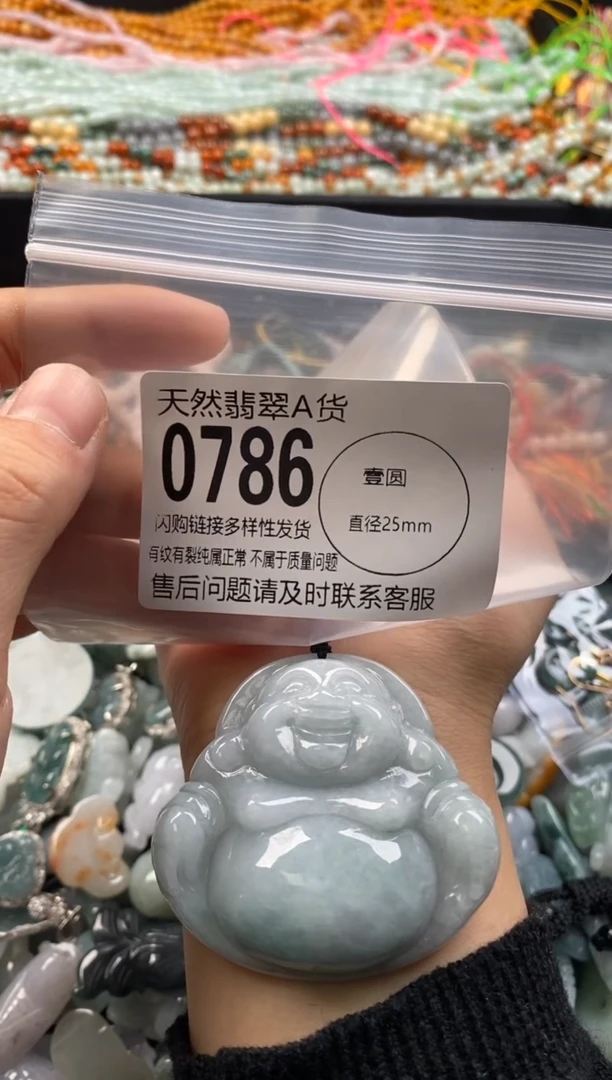 天然翡翠A货
0786
壹圆
直径25mm
闪购链接多样性发货
有纹有裂纯属正常 不属于质量问题
售后问题请及时联系客服